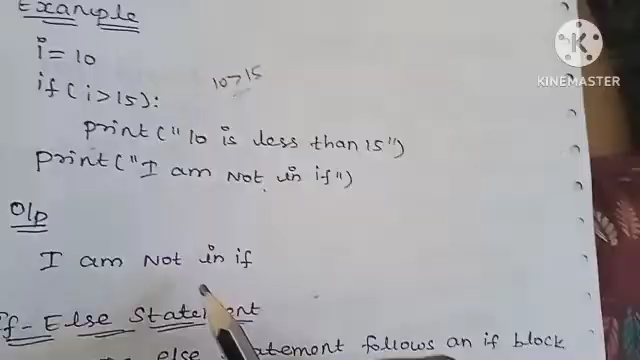 Example
i = 10
if (i > 15):
10 > 15
print(" 10 is less than 15")
print("I am Not in if")
O/p
I am Not in if
If-Else Statement
else statement follows an if block
KINEMASTER